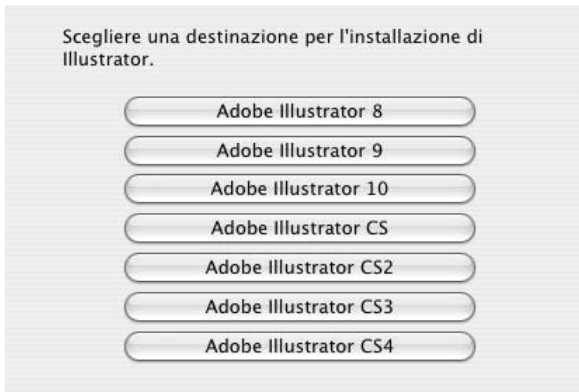 Scegliere una destinazione per l'installazione di
Illustrator.
Adobe Illustrator 8
Adobe Illustrator 9
Adobe Illustrator 10
Adobe Illustrator CS
Adobe Illustrator CS2
Adobe Illustrator CS3
Adobe Illustrator CS4